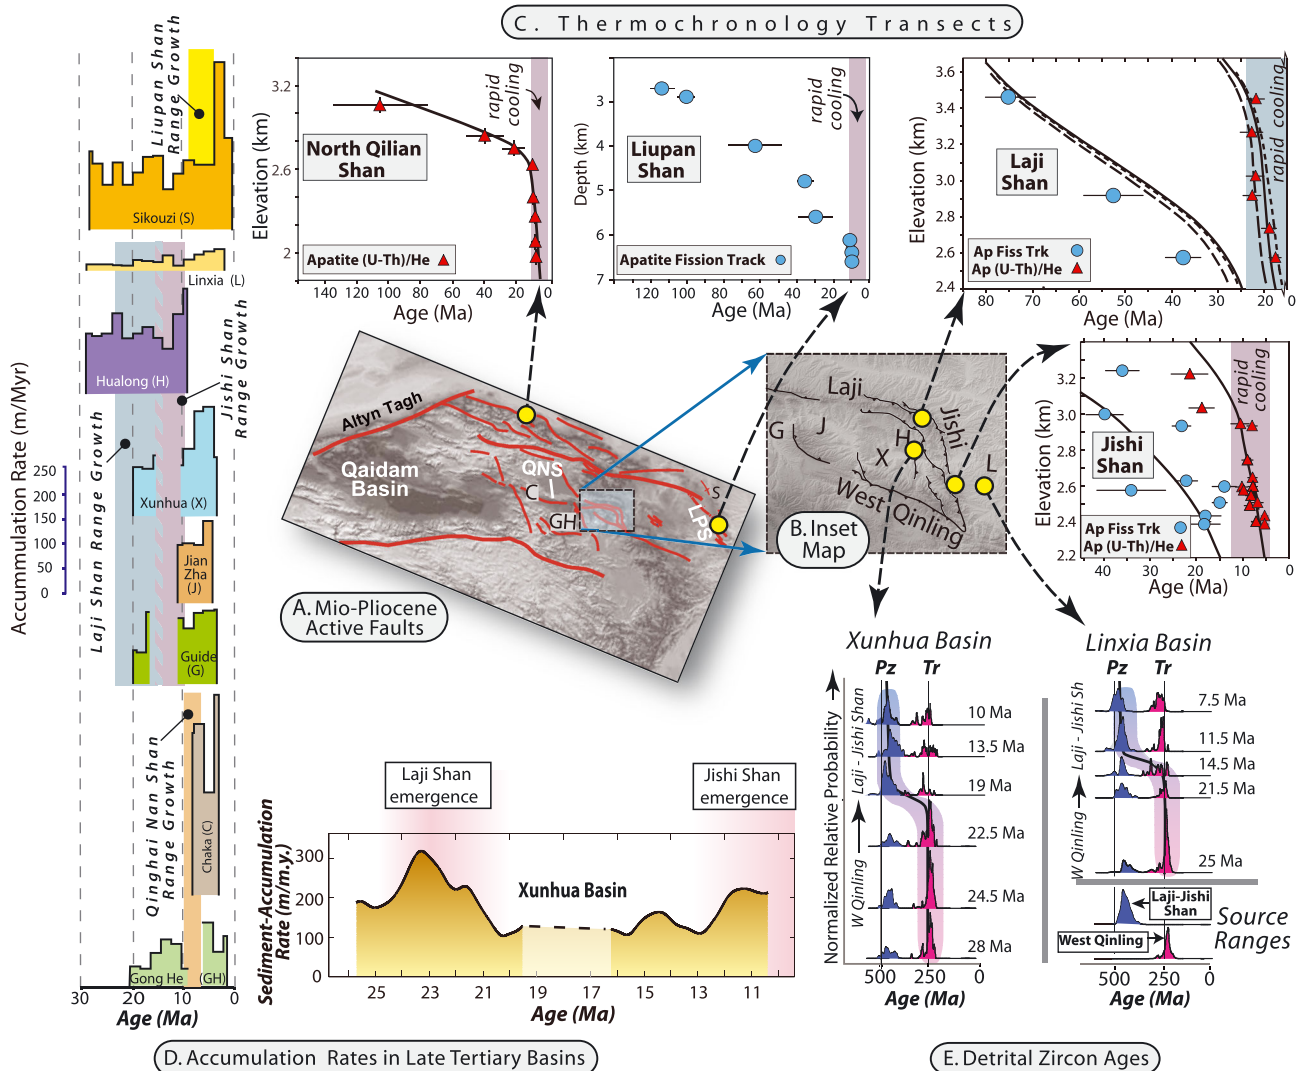 C. Thermochronology Transects
Liupan Shan
Range Growth
Sikouzi (S)
Linxia (L)
Hualong (H)
Jishi Shan
Range Growth
Laji Shan Range Growth
Xunhua (X)
Jian
Zha
(J)
Guide
(G)
Qinghai Nan Shan
Range Growth
Chaka (C)
Gong He (GH)
Accummulation Rate (m/Myr)
250
200
150
100
50
0
30 20 10 0
Age (Ma)
3.2
2.6
2
Elevation (km)
rapid
cooling
North Qilian
Shan
Apatite (U-Th)/He
140 120 100 80 60 40 20 0
Age (Ma)
3
4
5
6
7
Depth (km)
rapid
cooling
Liupan
Shan
Apatite Fission Track
140 120 100 80 60 40 20 0
Age (Ma)
3.6
3.4
3.2
3.0
2.8
2.6
2.4
Elevation (km)
rapid cooling
Laji
Shan
Ap Fiss Trk
Ap (U-Th)/He
80 70 60 50 40 30 20 10 0
Age (Ma)
3.2
3.0
2.8
2.6
2.4
2.2
Elevation (km)
rapid
cooling
Jishi
Shan
Ap Fiss Trk
Ap (U-Th)/He
40 30 20 10 0
Age (Ma)
Altyn Tagh
Qaidam
Basin
QNS
C
GH
S
LPS
A. Mio-Pliocene
Active Faults
Laji
Jishi
G
J
H
X
L
West Qinling
B. Inset
Map
Laji Shan
emergence
Jishi Shan
emergence
Xunhua Basin
Sediment-Accumulation
Rate (m/m.y.)
300
200
100
0
25 23 21 19 17 15 13 11
Age (Ma)
D. Accumulation Rates in Late Tertiary Basins
Xunhua Basin
Pz Tr
Normalized Relative Probability
Laji - Jishi Shan
W Qinling
10 Ma
13.5 Ma
19 Ma
22.5 Ma
24.5 Ma
28 Ma
500 250 0
Age (Ma)
Linxia Basin
Pz Tr
Laji - Jishi Sh
W Qinling
7.5 Ma
11.5 Ma
14.5 Ma
21.5 Ma
25 Ma
Laji-Jishi
Shan
West Qinling
Source
Ranges
500 250 0
Age (Ma)
E. Detrital Zircon Ages